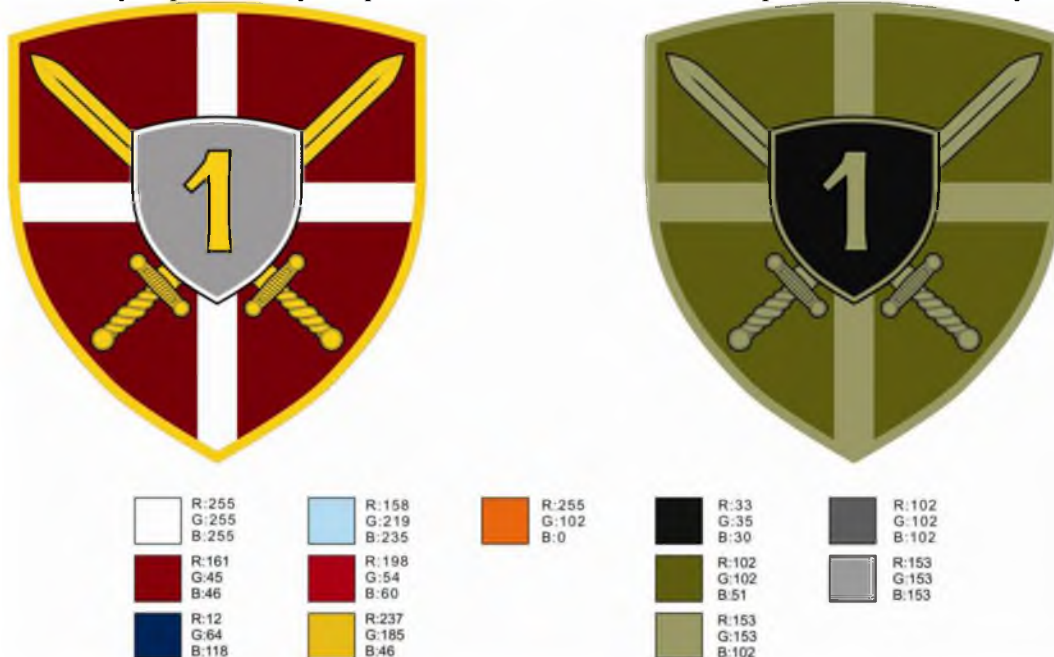 1
1
R:255
G:255
B:255
R:158
G:219
B:235
R:255
G:102
B:0
R:33
G:35
B:30
R:102
G:102
B:102
R:161
G:45
B:46
R:198
G:54
B:60
R:102
G:102
B:51
R:153
G:153
B:153
R:12
G:64
B:118
R:237
G:185
B:46
R:153
G:153
B:102